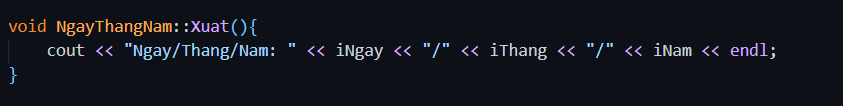 void NgayThangNam::Xuat(){
    cout << "Ngay/Thang/Nam: " << iNgay << "/" << iThang << "/" << iNam << endl;
}